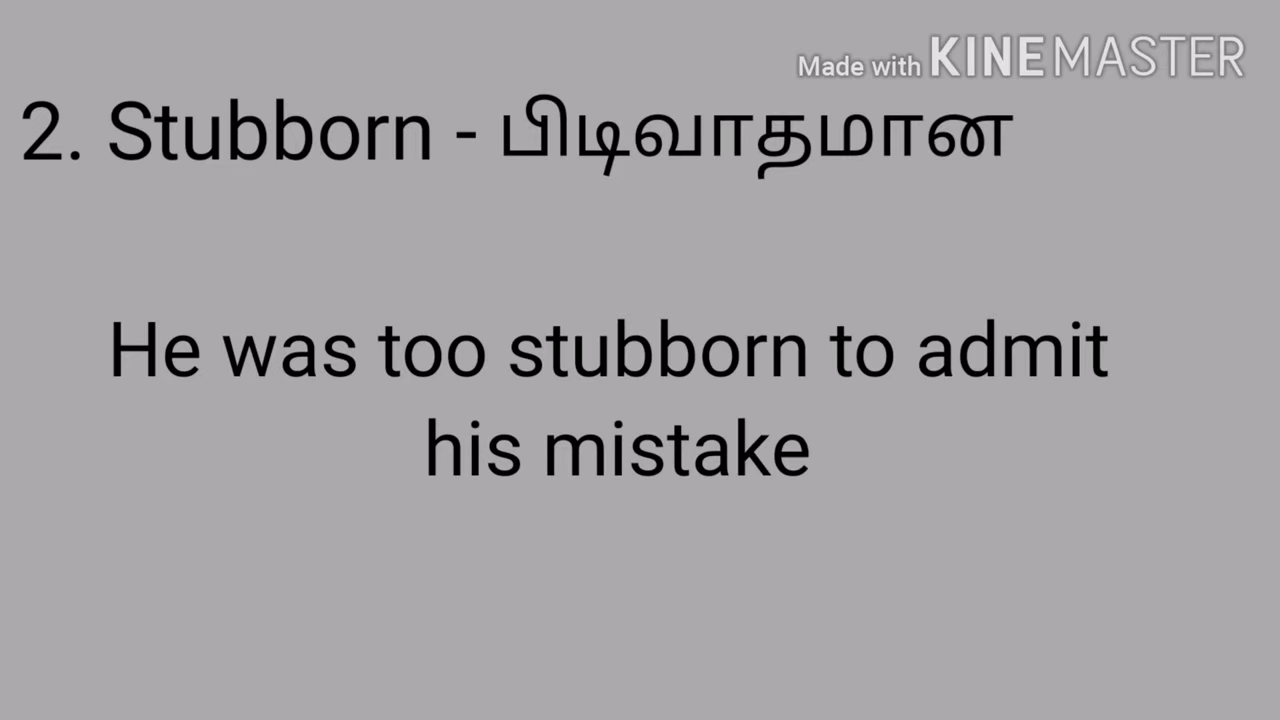 Made with KINEMASTER
2. Stubborn - பிடிவாதமான
He was too stubborn to admit
his mistake